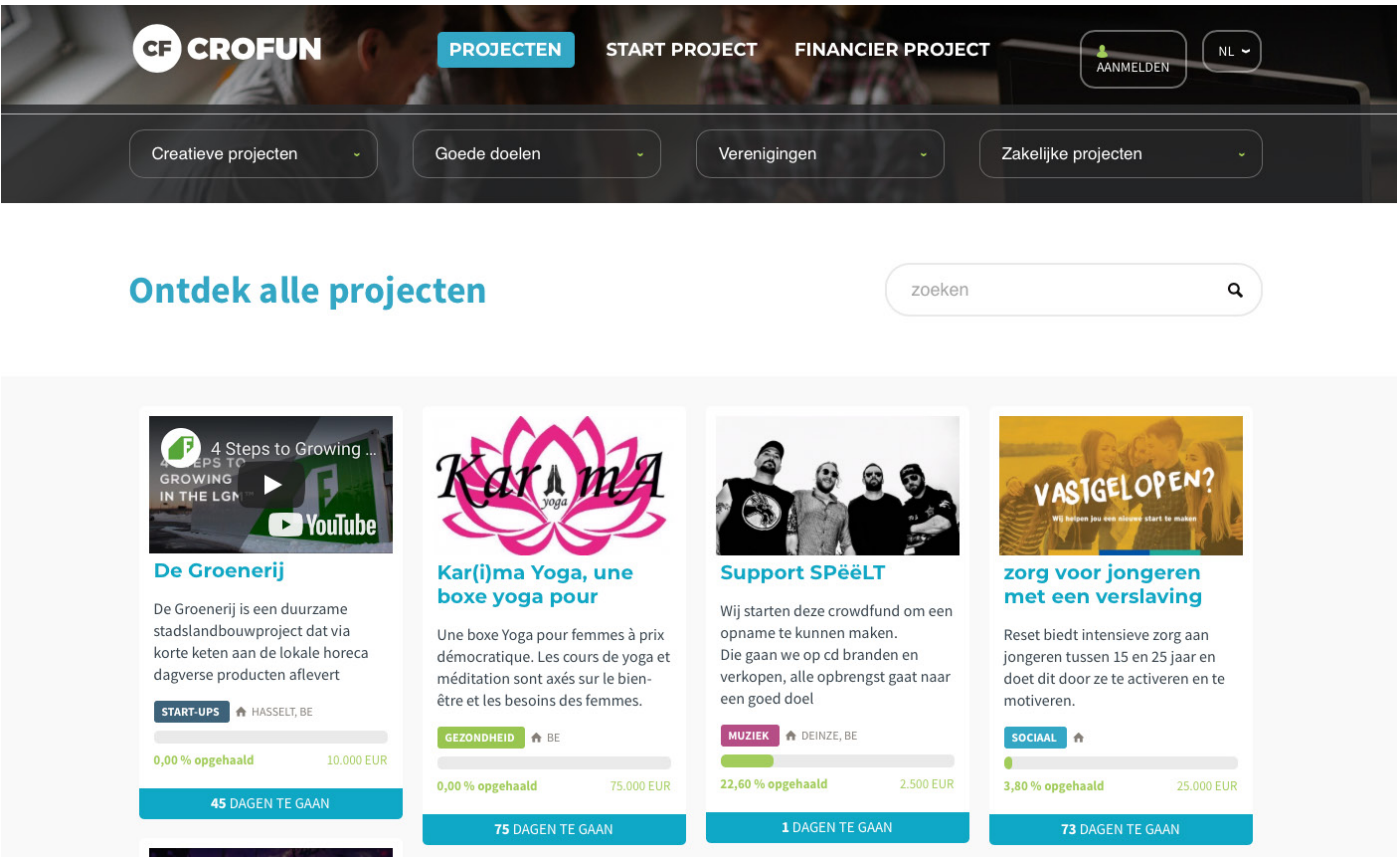 CF CROFUN
PROJECTEN
START PROJECT
FINANCIER PROJECT
AANMELDEN
NL
Creatieve projecten
Goede doelen
Verenigingen
Zakelijke projecten
Ontdek alle projecten
zoeken
4 Steps to Growing ...
GROWING
IN THE LGM™
YouTube
De Groenerij
De Groenerij is een duurzame
stadslandbouwproject dat via
korte keten aan de lokale horeca
dagverse producten aflevert
START-UPS
HASSELT, BE
0,00 % opgehaald
10.000 EUR
45 DAGEN TE GAAN
Kar i mA
yoga
Kar(i)ma Yoga, une
boxe yoga pour
Une boxe Yoga pour femmes à prix
démocratique. Les cours de yoga et
méditation sont axés sur le bien-
être et les besoins des femmes.
GEZONDHEID
BE
0,00 % opgehaald
75.000 EUR
75 DAGEN TE GAAN
Support SPëëLT
Wij starten deze crowdfund om een
opname te kunnen maken.
Die gaan we op cd branden en
verkopen, alle opbrengst gaat naar
een goed doel
MUZIEK
DEINZE, BE
22,60 % opgehaald
2.500 EUR
1 DAGEN TE GAAN
VASTGELOPEN?
Wij helpen jou een nieuwe start te maken
zorg voor jongeren
met een verslaving
Reset biedt intensieve zorg aan
jongeren tussen 15 en 25 jaar en
doet dit door ze te activeren en te
motiveren.
SOCIAAL
3,80 % opgehaald
25.000 EUR
73 DAGEN TE GAAN